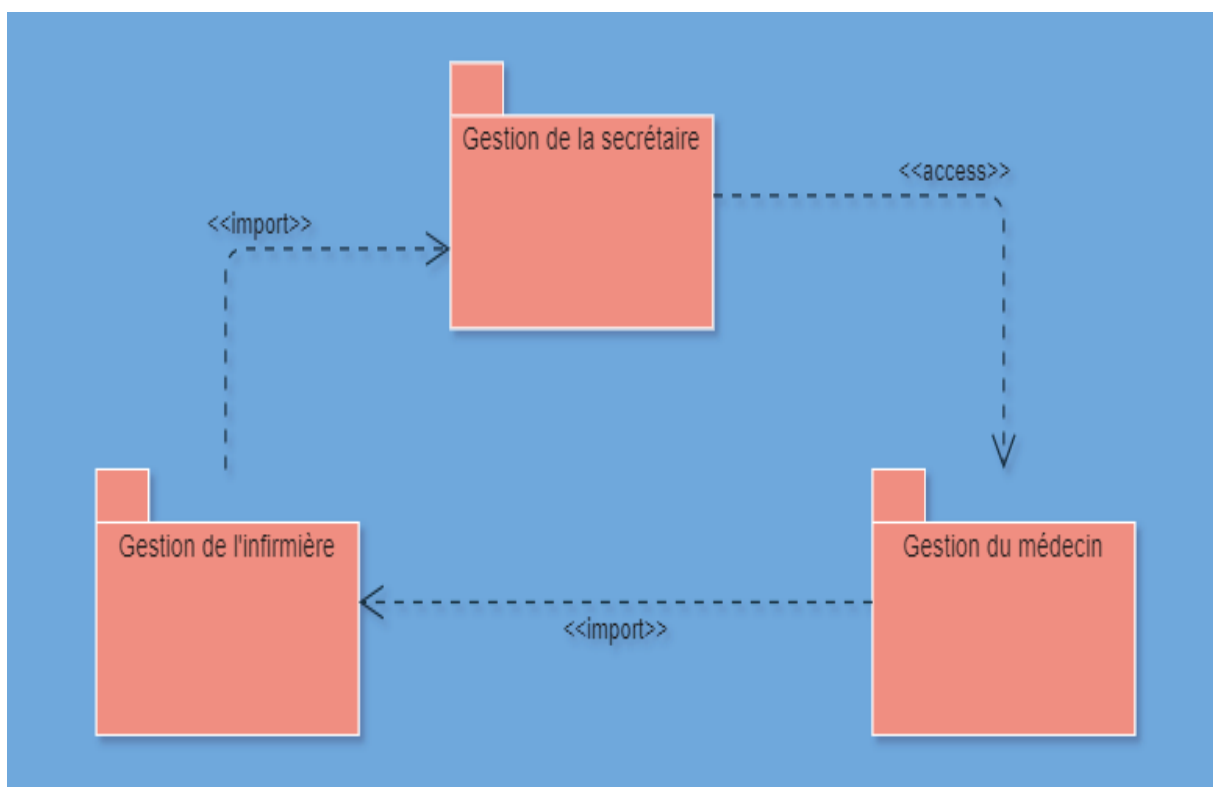 Gestion de la secrétaire
<<access>>
<<import>>
Gestion de l'infirmière
Gestion du médecin
<<import>>